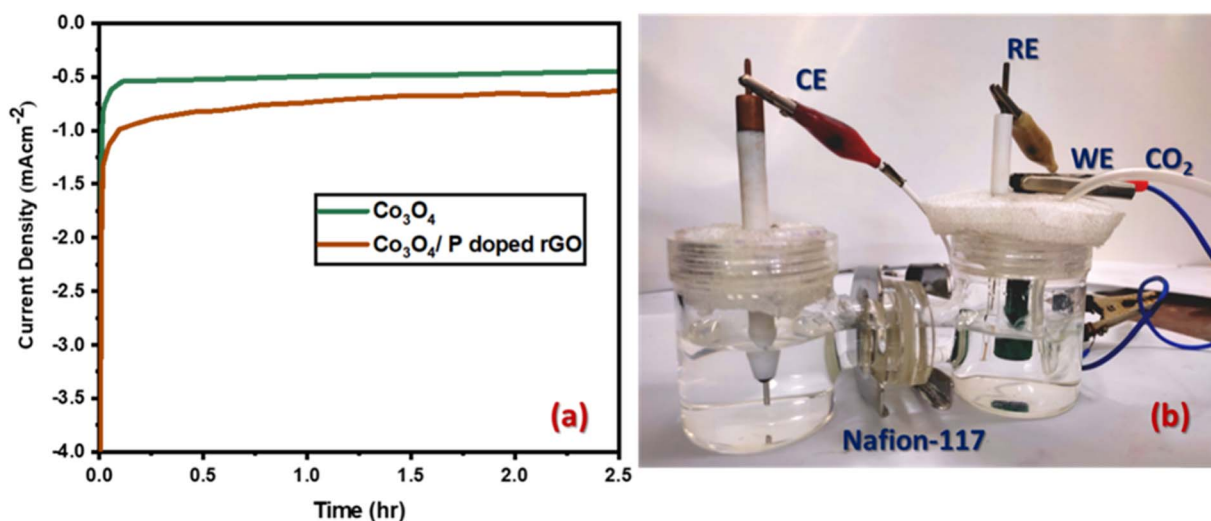 0.0
-0.5
-1.0
-1.5
-2.0
-2.5
-3.0
-3.5
-4.0
Current Density (mAcm⁻²)
Co₃O₄
Co₃O₄/ P doped rGO
(a)
0.0 0.5 1.0 1.5 2.0 2.5
Time (hr)
RE
CE
WE CO₂
Nafion-117
(b)